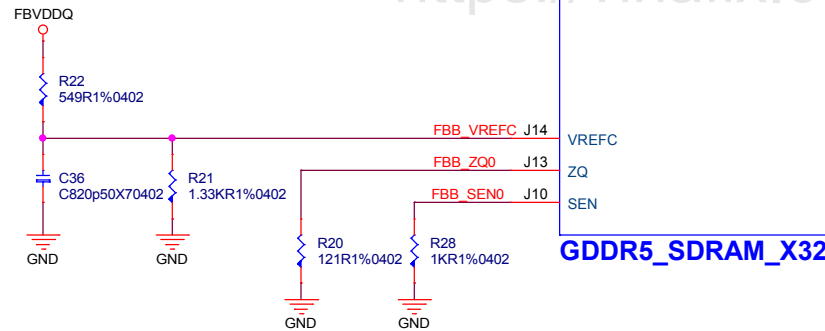 FBVDDQ
R22
549R1%0402
FBB_VREFC J14
VREFC
FBB_ZQ0 J13
ZQ
C36
C820p50X70402
R21
1.33KR1%0402
FBB_SEN0 J10
SEN
R20
121R1%0402
R28
1KR1%0402
GDDR5_SDRAM_X32
GND
GND
GND
GND